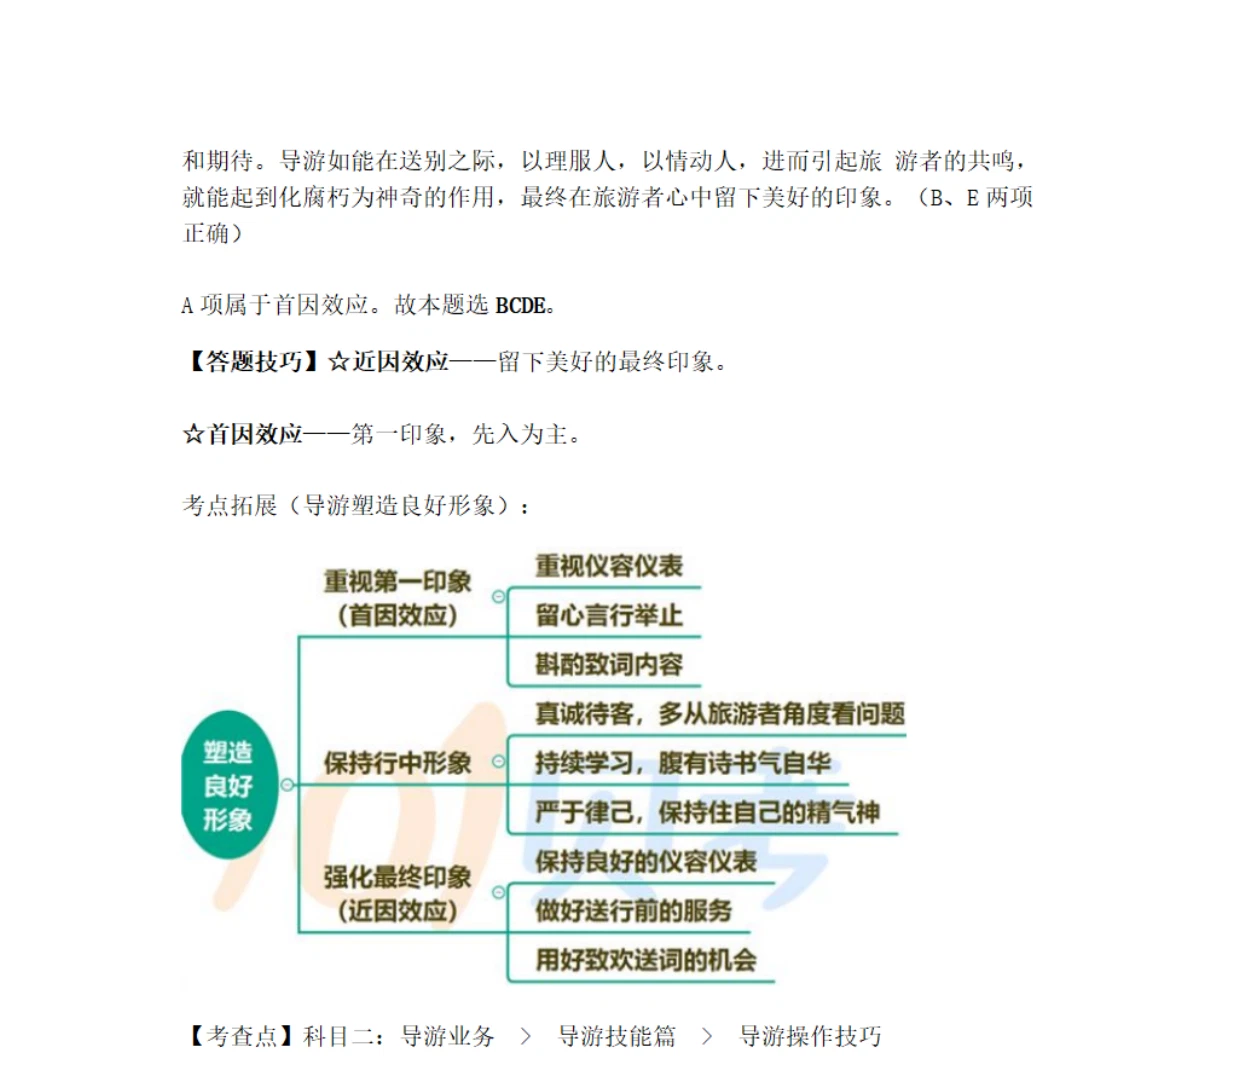 和期待。导游如能在送别之际，以理服人，以情动人，进而引起旅 游者的共鸣，
就能起到化腐朽为神奇的作用，最终在旅游者心中留下美好的印象。（B、E 两项
正确）
A 项属于首因效应。故本题选 BCDE。
【答题技巧】☆近因效应——留下美好的最终印象。
☆首因效应——第一印象，先入为主。
考点拓展（导游塑造良好形象）：
塑造
良好
形象
重视第一印象
（首因效应）
重视仪容仪表
留心言行举止
斟酌致词内容
保持行中形象
真诚待客，多从旅游者角度看问题
持续学习，腹有诗书气自华
严于律己，保持住自己的精气神
强化最终印象
（近因效应）
保持良好的仪容仪表
做好送行前的服务
用好致欢送词的机会
【考查点】科目二：导游业务 > 导游技能篇 > 导游操作技巧